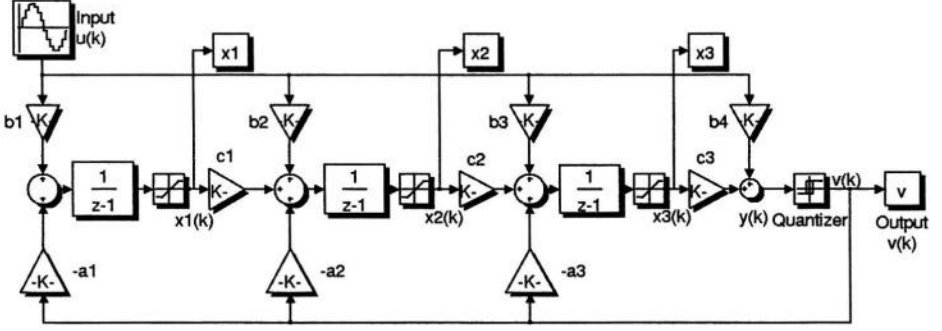 Input
u(k)
x1
x2
x3
b1
-K-
b2
-K-
b3
-K-
b4
-K-
c1
c2
c3
+
+
+
1
z-1
x1(k)
K-
+
+
+
1
z-1
x2(k)
K-
+
+
+
1
z-1
x3(k)
K-
+
+
y(k)
Quantizer
v(k)
v
Output
v(k)
-K-
-a1
-K-
-a2
-K-
-a3